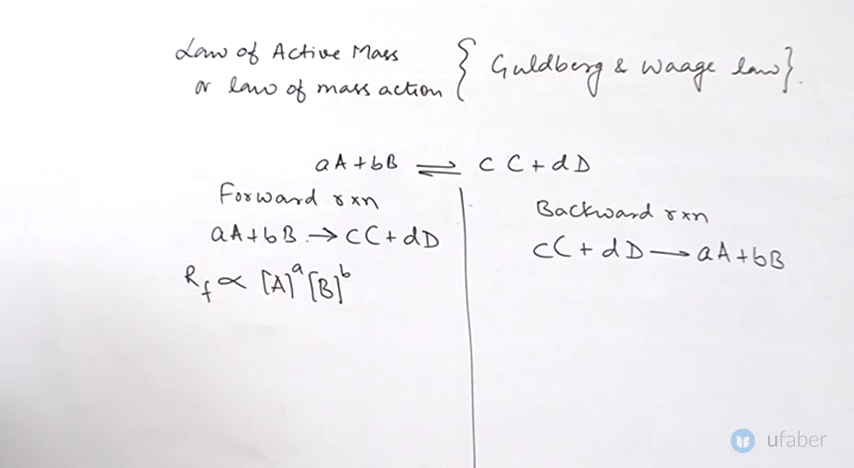 Law of Active Mass
or law of mass action { Guldberg & Waage law}.
aA + bB ⇌ cC + dD
Forward rxn
aA + bB → cC + dD
R_f ∝ [A]^a [B]^b
Backward rxn
cC + dD → aA + bB
ufaber